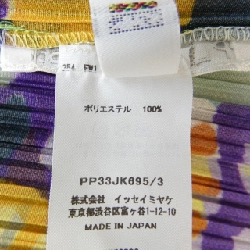 ポリエステル 100%
PP33JK695/3
株式会社 イッセイミヤケ
東京都渋谷区富ヶ谷1-12-10
MADE IN JAPAN